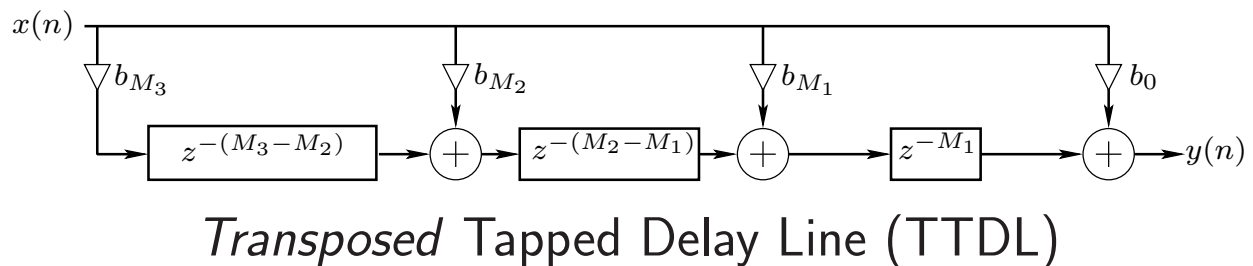 x(n)
b_{M_3} b_{M_2} b_{M_1} b_0
z^{-(M_3-M_2)} + z^{-(M_2-M_1)} + z^{-M_1} + y(n)
Transposed Tapped Delay Line (TTDL)